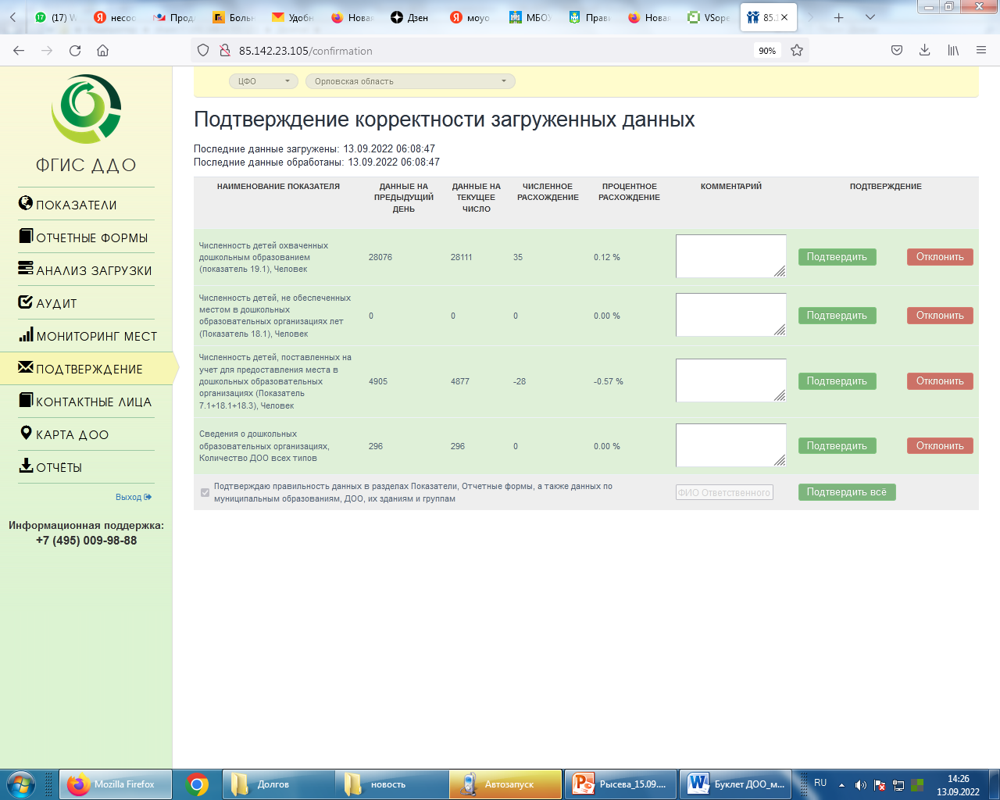 (17) W
несоо
Прод
Больн
Удобн
Новая
Дзен
моуо
МБОУ
Прави
Новая
VSope
85.1
85.142.23.105/confirmation
90%
ФГИС ДДО
ПОКАЗАТЕЛИ
ОТЧЕТНЫЕ ФОРМЫ
АНАЛИЗ ЗАГРУЗКИ
АУДИТ
МОНИТОРИНГ МЕСТ
ПОДТВЕРЖДЕНИЕ
КОНТАКТНЫЕ ЛИЦА
КАРТА ДОО
ОТЧЁТЫ
Выход
Информационная поддержка:
+7 (495) 009-98-88
ЦФО
Орловская область
Подтверждение корректности загруженных данных
Последние данные загружены: 13.09.2022 06:08:47
Последние данные обработаны: 13.09.2022 06:08:47
НАИМЕНОВАНИЕ ПОКАЗАТЕЛЯ
ДАННЫЕ НА
ПРЕДЫДУЩИЙ
ДЕНЬ
ДАННЫЕ НА
ТЕКУЩЕЕ
ЧИСЛО
ЧИСЛЕННОЕ
РАСХОЖДЕНИЕ
ПРОЦЕНТНОЕ
РАСХОЖДЕНИЕ
КОММЕНТАРИЙ
ПОДТВЕРЖДЕНИЕ
Численность детей охваченных
дошкольным образованием
(показатель 19.1), Человек
28076
28111
35
0.12 %
Подтвердить
Отклонить
Численность детей, не обеспеченных
местом в дошкольных
образовательных организациях лет
(Показатель 18.1), Человек
0
0
0
0.00 %
Подтвердить
Отклонить
Численность детей, поставленных на
учет для предоставления места в
дошкольных образовательных
организациях (Показатель
7.1+18.1+18.3), Человек
4905
4877
-28
-0.57 %
Подтвердить
Отклонить
Сведения о дошкольных
образовательных организациях,
Количество ДОО всех типов
296
296
0
0.00 %
Подтвердить
Отклонить
Подтверждаю правильность данных в разделах Показатели, Отчетные формы, а также данных по
муниципальным образованиям, ДОО, их зданиям и группам
ФИО Ответственного
Подтвердить всё
Mozilla Firefox
Долгов
новость
Автозапуск
Рысева_15.09....
Буклет ДОО_м...
RU
14:26
13.09.2022